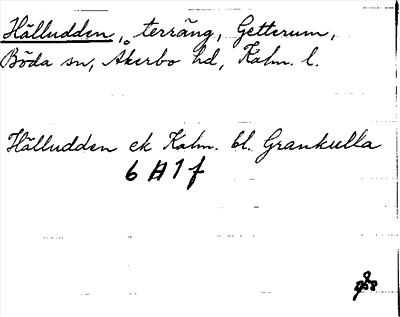 Hälludden, terräng, Getterum,
Böda sn, Åkerbo hd, Kalm. l.
Hälludden ek Kalm. bl. Grankulla
6 H 1 f